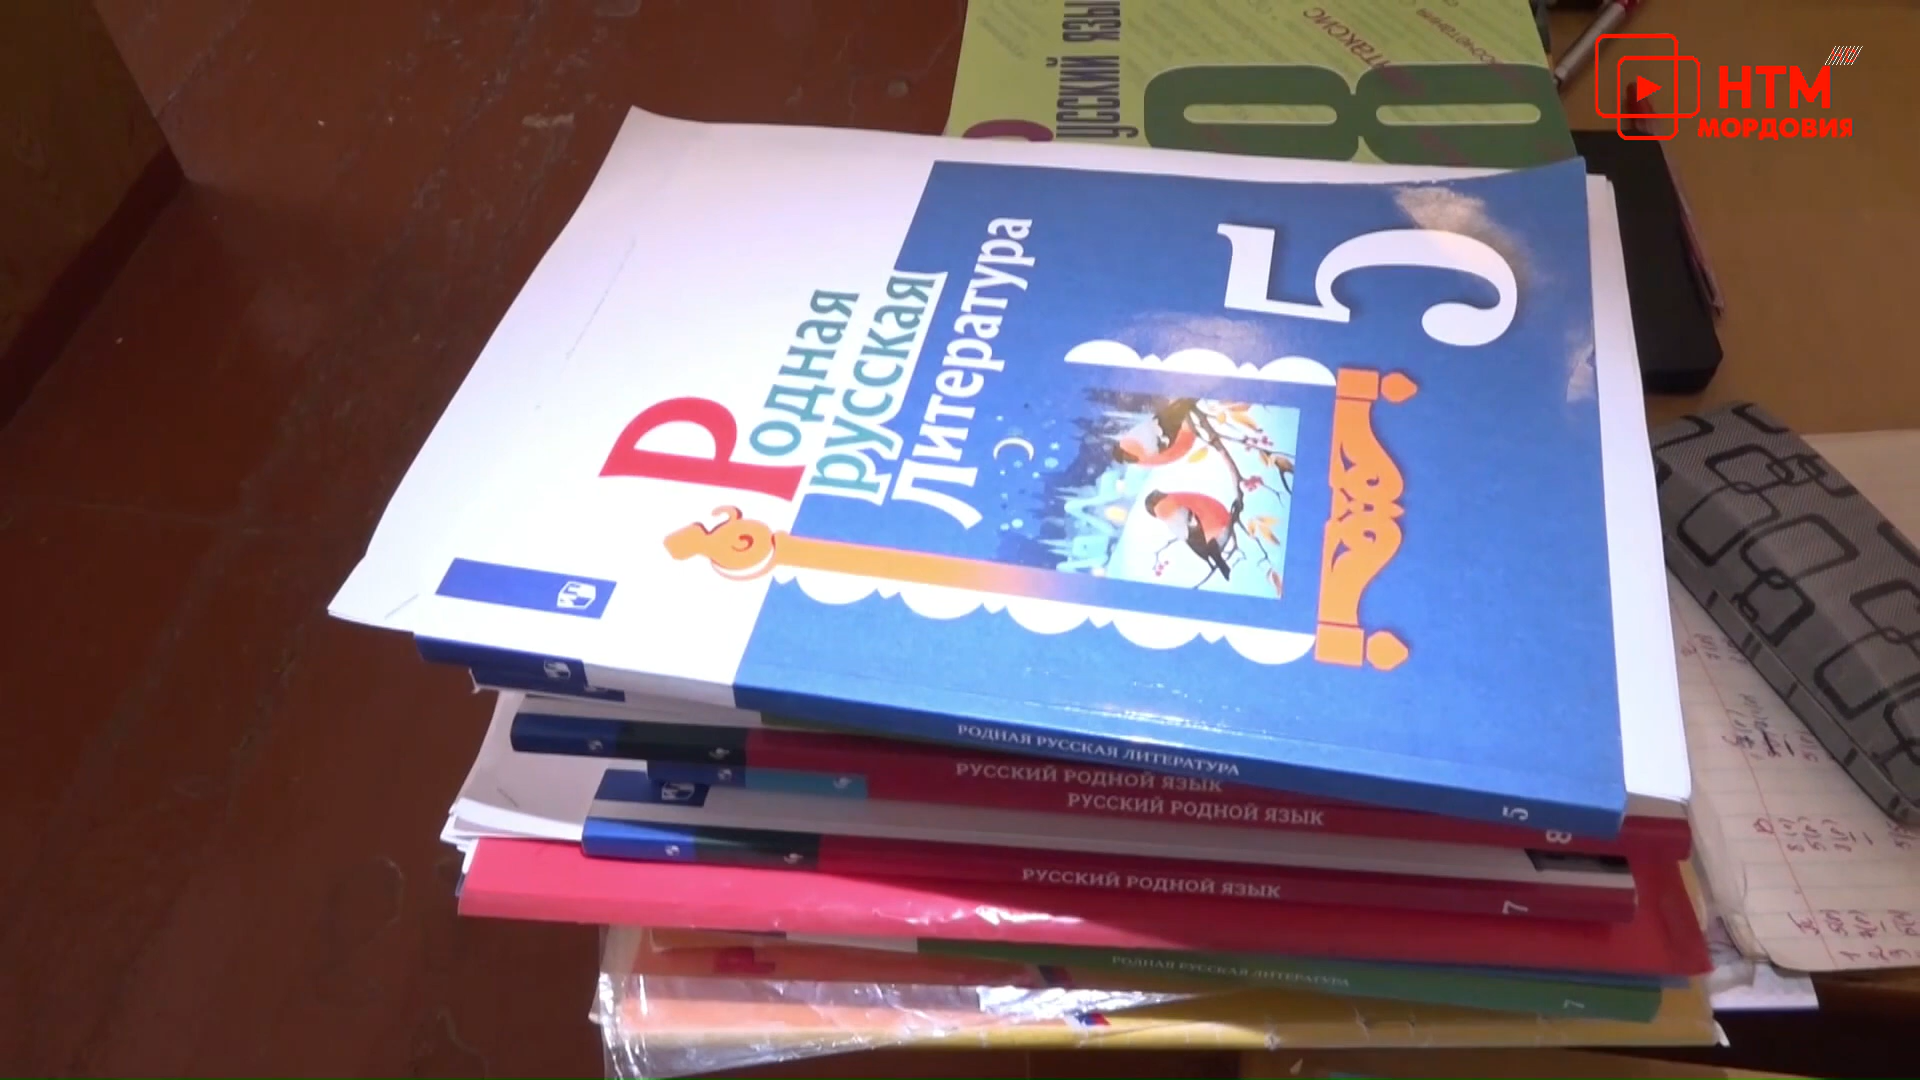 НТМ
МОРДОВИЯ
усский язы
8
Родная
русская
Литература
5
РОДНАЯ РУССКАЯ ЛИТЕРАТУРА
5
РУССКИЙ РОДНОЙ ЯЗЫК
8
РУССКИЙ РОДНОЙ ЯЗЫК
РУССКИЙ РОДНОЙ ЯЗЫК
7
РОДНАЯ РУССКАЯ ЛИТЕРАТУРА
7